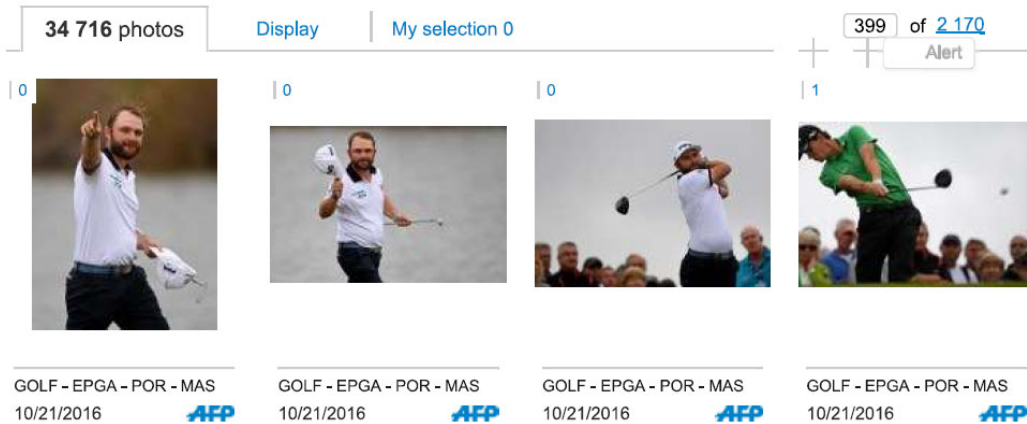 34 716 photos Display My selection 0 399 of 2 170
Alert
0 0 0 1
GOLF - EPGA - POR - MAS GOLF - EPGA - POR - MAS GOLF - EPGA - POR - MAS GOLF - EPGA - POR - MAS
10/21/2016 AFP 10/21/2016 AFP 10/21/2016 AFP 10/21/2016 AFP